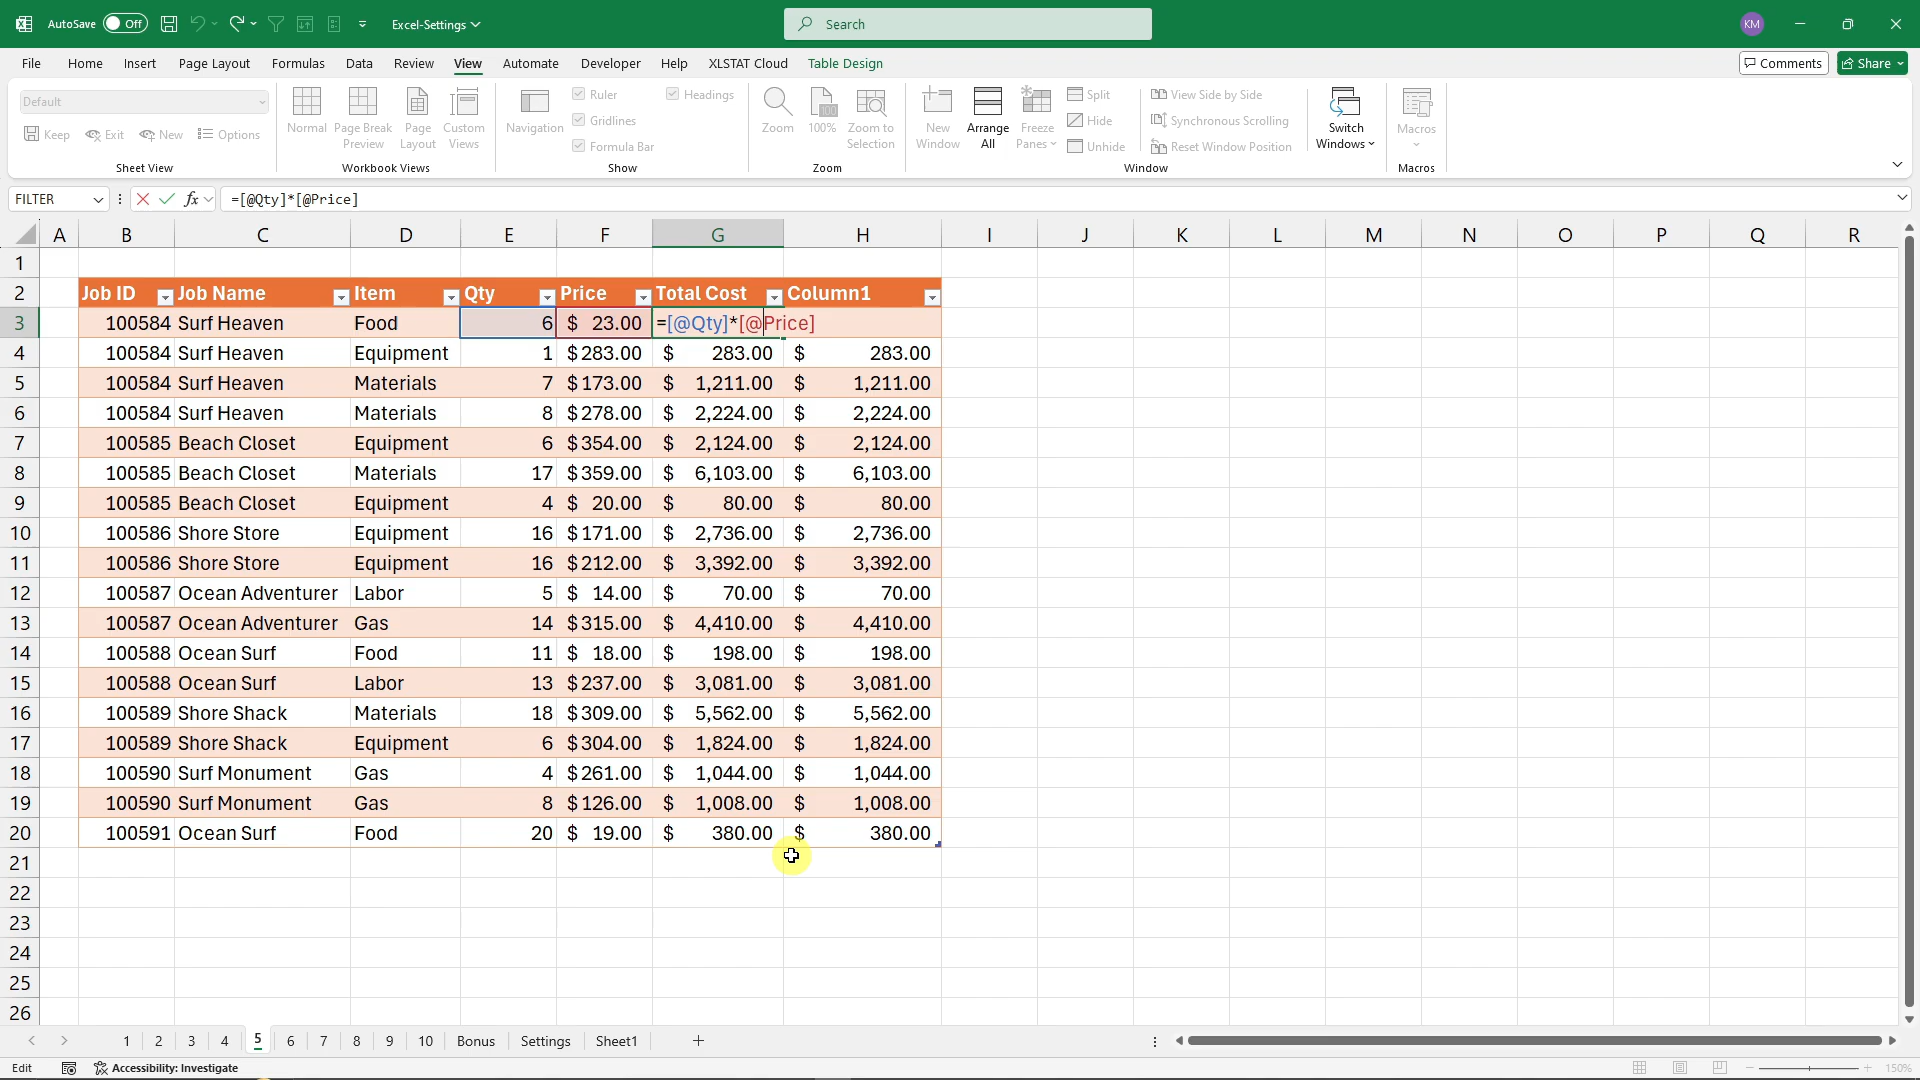 AutoSave Off Excel-Settings Search KM
File Home Insert Page Layout Formulas Data Review View Automate Developer Help XLSTAT Cloud Table Design Comments Share
Default
Keep Exit New Options
Sheet View
Normal Page Break Preview Page Layout Custom Views
Workbook Views
Navigation Ruler Gridlines Formula Bar Headings
Show
Zoom 100% Zoom to Selection
Zoom
New Window Arrange All Freeze Panes Split Hide Unhide View Side by Side Synchronous Scrolling Reset Window Position Switch Windows
Window
Macros
Macros
FILTER fx =[@Qty]*[@Price]
A B C D E F G H I J K L M N O P Q R
1
2 Job ID Job Name Item Qty Price Total Cost Column1
3 100584 Surf Heaven Food 6 $ 23.00 =[@Qty]*[@Price]
4 100584 Surf Heaven Equipment 1 $283.00 $ 283.00 $ 283.00
5 100584 Surf Heaven Materials 7 $173.00 $ 1,211.00 $ 1,211.00
6 100584 Surf Heaven Materials 8 $278.00 $ 2,224.00 $ 2,224.00
7 100585 Beach Closet Equipment 6 $354.00 $ 2,124.00 $ 2,124.00
8 100585 Beach Closet Materials 17 $359.00 $ 6,103.00 $ 6,103.00
9 100585 Beach Closet Equipment 4 $ 20.00 $ 80.00 $ 80.00
10 100586 Shore Store Equipment 16 $171.00 $ 2,736.00 $ 2,736.00
11 100586 Shore Store Equipment 16 $212.00 $ 3,392.00 $ 3,392.00
12 100587 Ocean Adventurer Labor 5 $ 14.00 $ 70.00 $ 70.00
13 100587 Ocean Adventurer Gas 14 $315.00 $ 4,410.00 $ 4,410.00
14 100588 Ocean Surf Food 11 $ 18.00 $ 198.00 $ 198.00
15 100588 Ocean Surf Labor 13 $237.00 $ 3,081.00 $ 3,081.00
16 100589 Shore Shack Materials 18 $309.00 $ 5,562.00 $ 5,562.00
17 100589 Shore Shack Equipment 6 $304.00 $ 1,824.00 $ 1,824.00
18 100590 Surf Monument Gas 4 $261.00 $ 1,044.00 $ 1,044.00
19 100590 Surf Monument Gas 8 $126.00 $ 1,008.00 $ 1,008.00
20 100591 Ocean Surf Food 20 $ 19.00 $ 380.00 $ 380.00
21
22
23
24
25
26
1 2 3 4 5 6 7 8 9 10 Bonus Settings Sheet1
Edit Accessibility: Investigate 150%